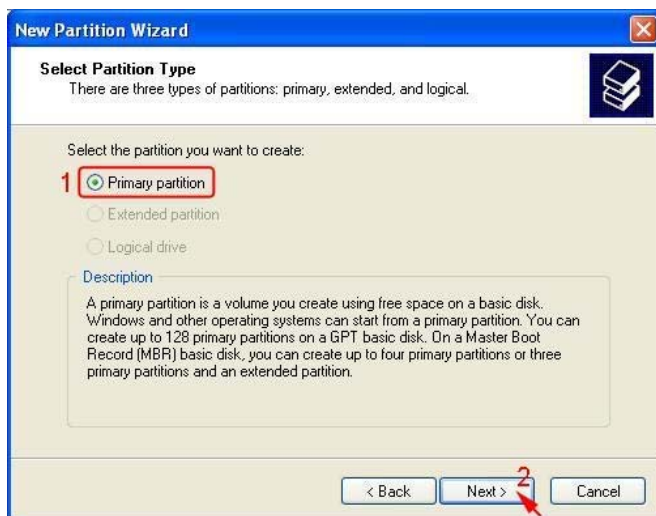 New Partition Wizard
Select Partition Type
There are three types of partitions: primary, extended, and logical.
Select the partition you want to create:
1 Primary partition
Extended partition
Logical drive
Description
A primary partition is a volume you create using free space on a basic disk.
Windows and other operating systems can start from a primary partition. You can
create up to 128 primary partitions on a GPT basic disk. On a Master Boot
Record (MBR) basic disk, you can create up to four primary partitions or three
primary partitions and an extended partition.
2
< Back Next > Cancel